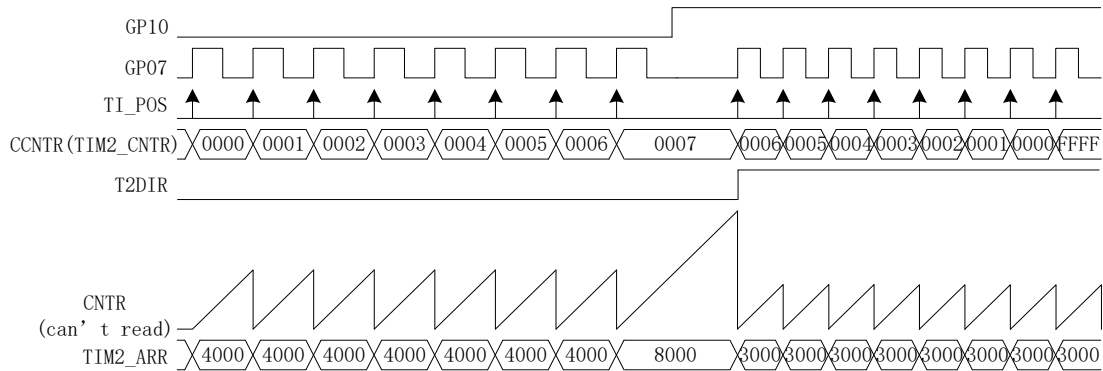 GP10
GP07
TI_POS
CCNTR(TIM2_CNTR) 0000 0001 0002 0003 0004 0005 0006 0007 0006 0005 0004 0003 0002 0001 0000 FFFF
T2DIR
CNTR
(can’t read)
TIM2_ARR 4000 4000 4000 4000 4000 4000 4000 8000 3000 3000 3000 3000 3000 3000 3000 3000